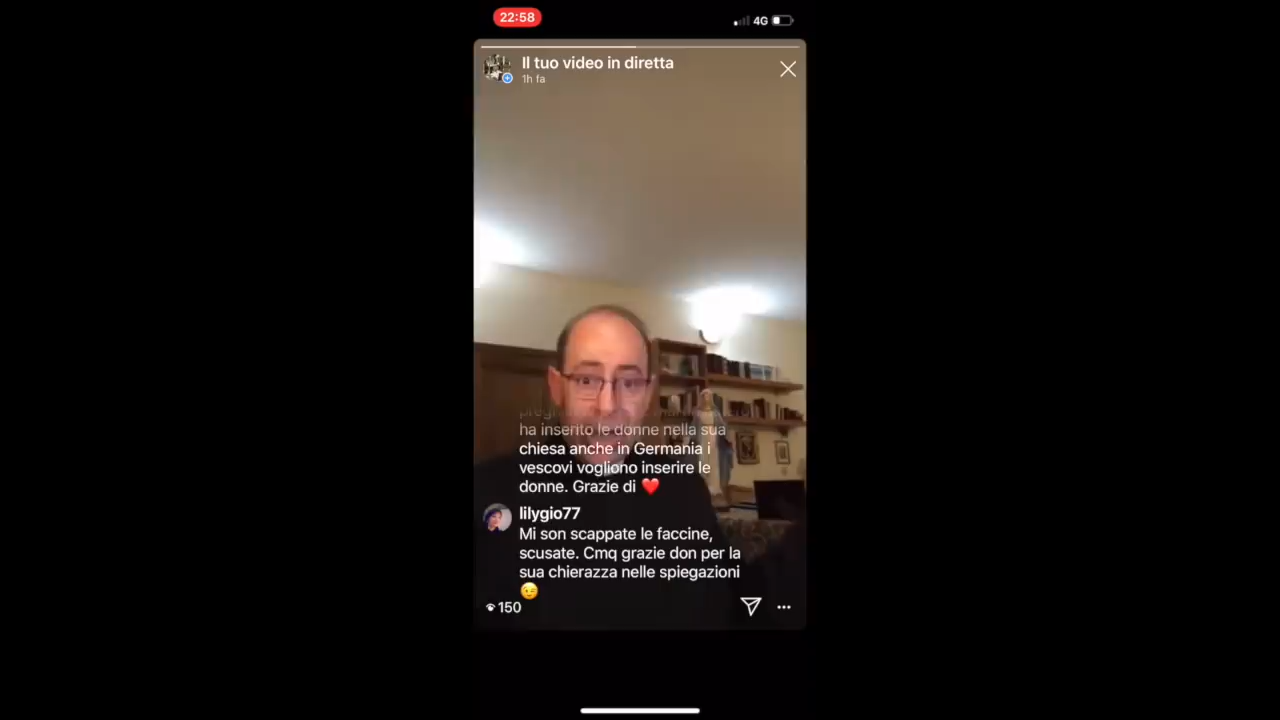 22:58
4G
Il tuo video in diretta
1h fa
ha inserito le donne nella sua
chiesa anche in Germania i
vescovi vogliono inserire le
donne. Grazie di ❤️
lilygio77
Mi son scappate le faccine,
scusate. Cmq grazie don per la
sua chierazza nelle spiegazioni
😉
150